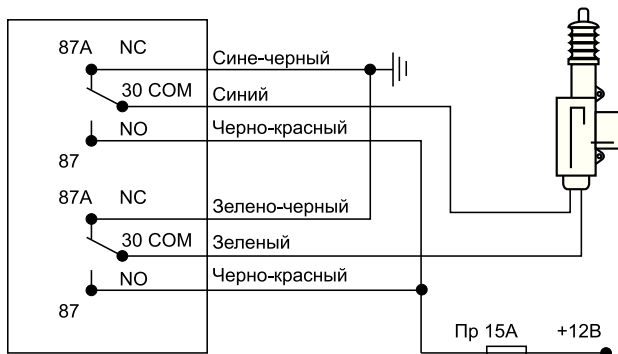 87A NC
Сине-черный
30 COM Синий
NO Черно-красный
87
87A NC
Зелено-черный
30 COM Зеленый
NO Черно-красный
87
Пр 15А +12В